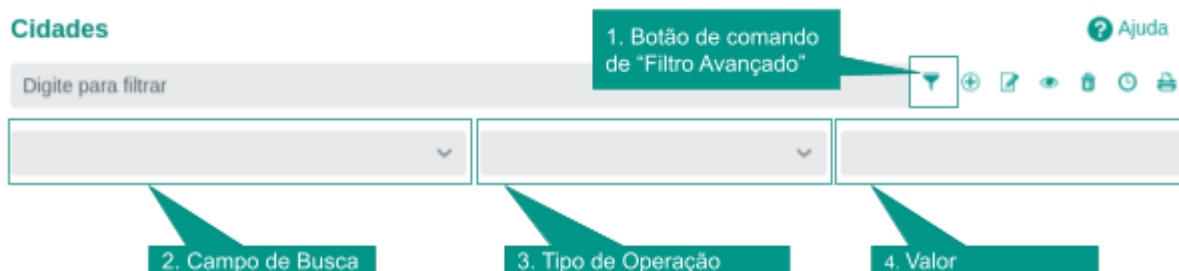 Cidades
Ajuda
1. Botão de comando
de “Filtro Avançado”
Digite para filtrar
2. Campo de Busca
3. Tipo de Operação
4. Valor